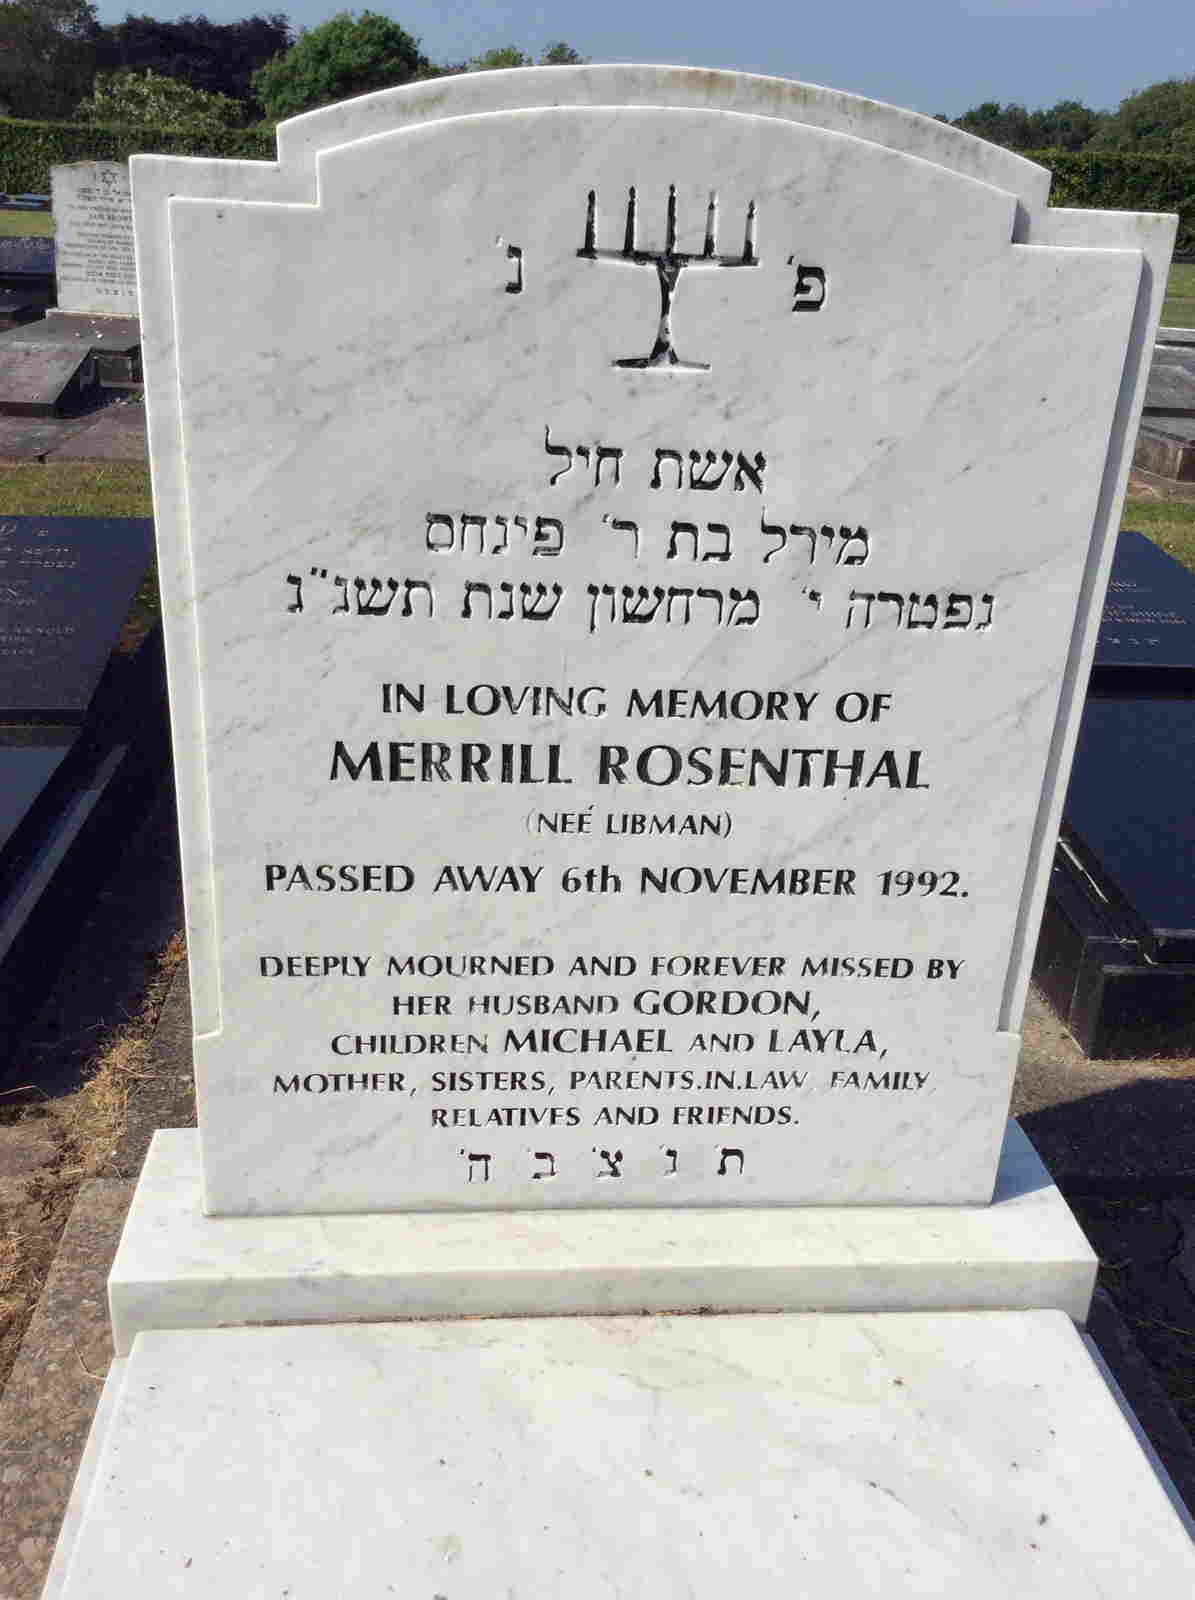 פ' נ'
אשת חיל
מירל בת ר' פינחס
נפטרה י' מרחשון שנת תשנ"ג
IN LOVING MEMORY OF
MERRILL ROSENTHAL
(NEÉ LIBMAN)
PASSED AWAY 6th NOVEMBER 1992.
DEEPLY MOURNED AND FOREVER MISSED BY
HER HUSBAND GORDON,
CHILDREN MICHAEL AND LAYLA,
MOTHER, SISTERS, PARENTS.IN.LAW, FAMILY,
RELATIVES AND FRIENDS.
ת' נ' צ' ב' ה'